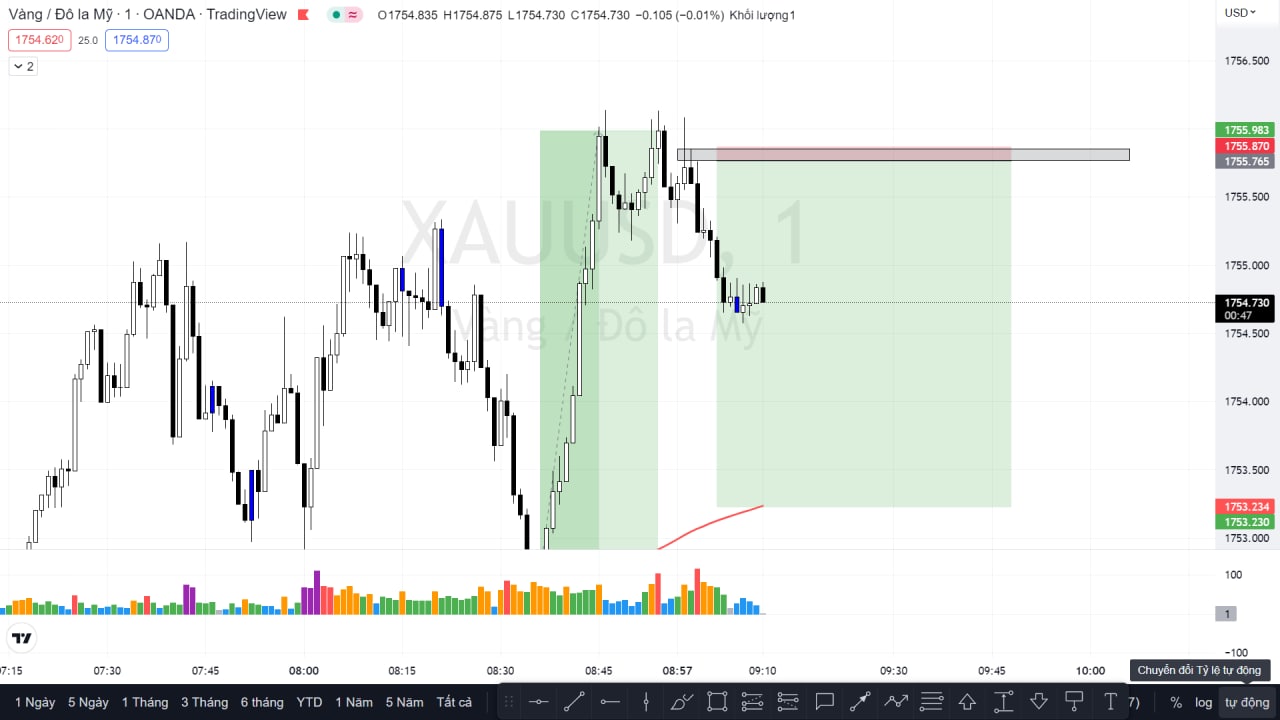 Vàng / Đô la Mỹ · 1 · OANDA · TradingView O1754.835 H1754.875 L1754.730 C1754.730 −0.105 (−0.01%) Khối lượng1
USD
1754.620 25.0 1754.870
2
XAUUSD, 1
Vàng / Đô la Mỹ
1756.500
1755.983
1755.870
1755.765
1755.500
1755.000
1754.730
00:47
1754.500
1754.000
1753.500
1753.234
1753.230
1753.000
100
1
−100
07:15 07:30 07:45 08:00 08:15 08:30 08:45 08:57 09:10 09:30 09:45 10:00
Chuyển đổi Tỷ lệ tự động
1 Ngày 5 Ngày 1 Tháng 3 Tháng 6 tháng YTD 1 Năm 5 Năm Tất cả 7) % log tự động